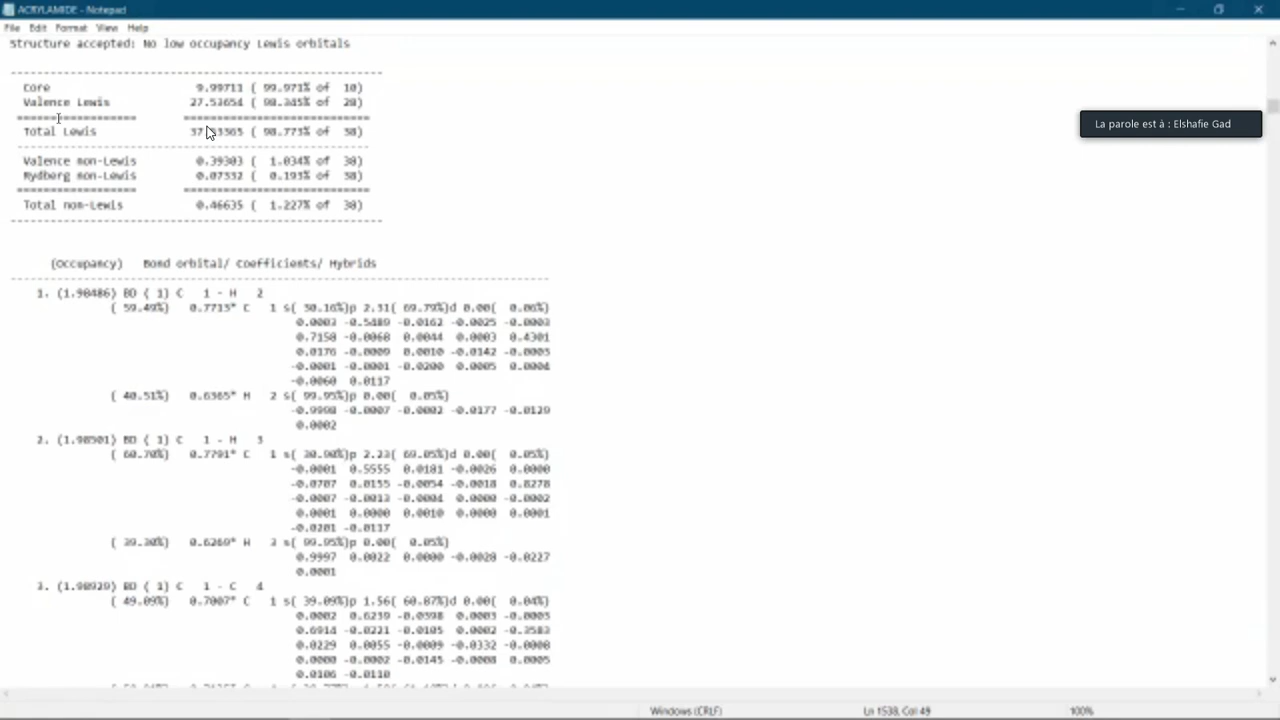 ACRYLAMIDE - Notepad
File Edit Format View Help
Structure accepted: No low occupancy Lewis orbitals
Core 9.99711 ( 99.971% of 10)
Valence Lewis 27.53654 ( 98.345% of 28)
Total Lewis 37.53365 ( 98.773% of 38)
Valence non-Lewis 0.39303 ( 1.034% of 38)
Rydberg non-Lewis 0.07332 ( 0.193% of 38)
Total non-Lewis 0.46635 ( 1.227% of 38)
La parole est à : Elshafie Gad
(Occupancy) Bond orbital/ Coefficients/ Hybrids
1. (1.98486) BD ( 1) C 1 - H 2
( 59.49%) 0.7713* C 1 s( 30.16%)p 2.31( 69.79%)d 0.00( 0.06%)
0.0003 -0.5489 -0.0162 -0.0025 -0.0003
0.7158 -0.0068 0.0044 0.0003 0.4301
0.0176 -0.0009 0.0010 -0.0142 -0.0005
-0.0001 -0.0001 -0.0200 0.0005 0.0004
-0.0060 0.0117
( 40.51%) 0.6365* H 2 s( 99.95%)p 0.00( 0.05%)
-0.9998 -0.0007 -0.0002 -0.0177 -0.0129
0.0002
2. (1.98501) BD ( 1) C 1 - H 3
( 60.70%) 0.7791* C 1 s( 30.90%)p 2.23( 69.05%)d 0.00( 0.05%)
-0.0001 0.5555 0.0181 -0.0026 0.0000
-0.0707 0.0155 -0.0054 -0.0018 0.8278
-0.0007 -0.0013 -0.0004 0.0000 -0.0002
0.0001 0.0000 0.0010 0.0000 0.0001
-0.0201 -0.0117
( 39.30%) 0.6269* H 3 s( 99.95%)p 0.00( 0.05%)
0.9997 0.0022 0.0000 -0.0028 -0.0227
0.0001
3. (1.98929) BD ( 1) C 1 - C 4
( 49.09%) 0.7007* C 1 s( 39.09%)p 1.56( 60.87%)d 0.00( 0.04%)
0.0002 0.6239 -0.0398 0.0003 -0.0005
0.6914 -0.0221 -0.0105 0.0002 -0.3583
0.0229 0.0055 -0.0009 -0.0332 -0.0008
0.0000 -0.0002 -0.0145 -0.0008 0.0005
0.0106 -0.0110
Windows (CRLF) Ln 1538, Col 49 100%